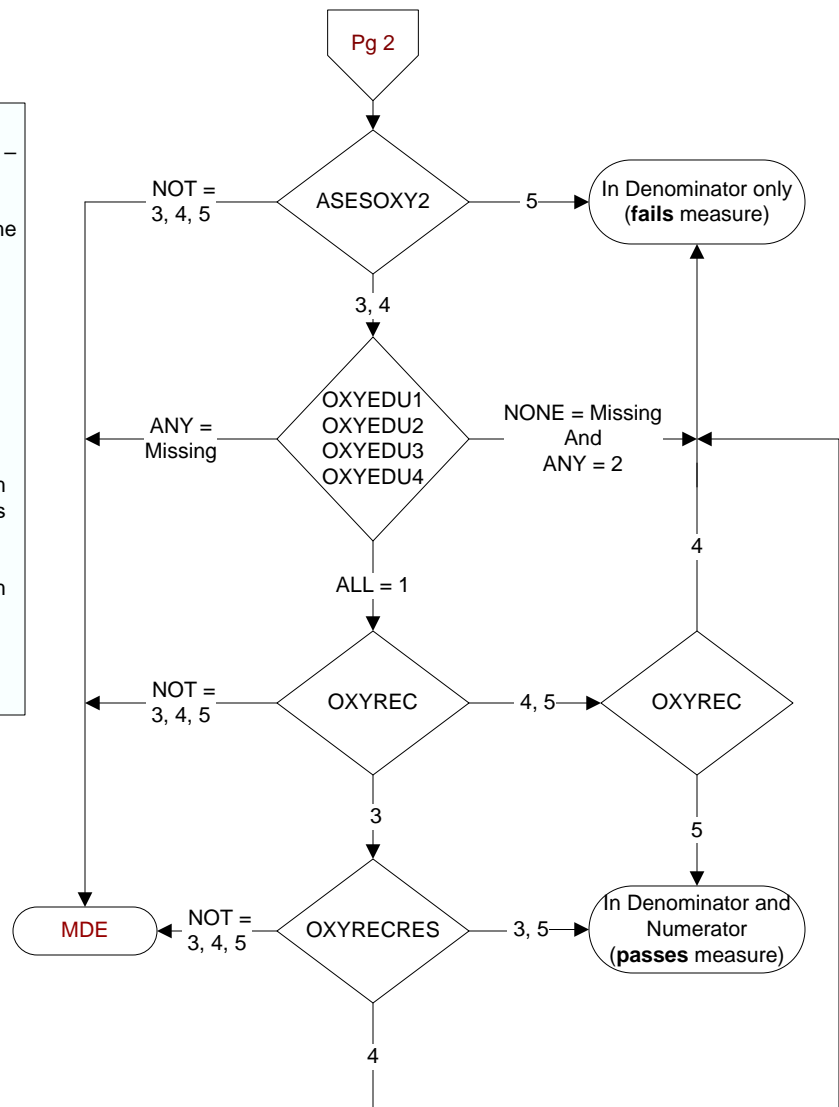 Pg 2
–
NOT =
3, 4, 5
ASESOXY2
5
In Denominator only
(fails measure)
3, 4
ANY =
Missing
OXYEDU1
OXYEDU2
OXYEDU3
OXYEDU4
NONE = Missing
And
ANY = 2
ALL = 1
4
NOT =
3, 4, 5
OXYREC
4, 5
OXYREC
3
5
MDE
NOT =
3, 4, 5
OXYRECRES
3, 5
In Denominator and
Numerator
(passes measure)
4